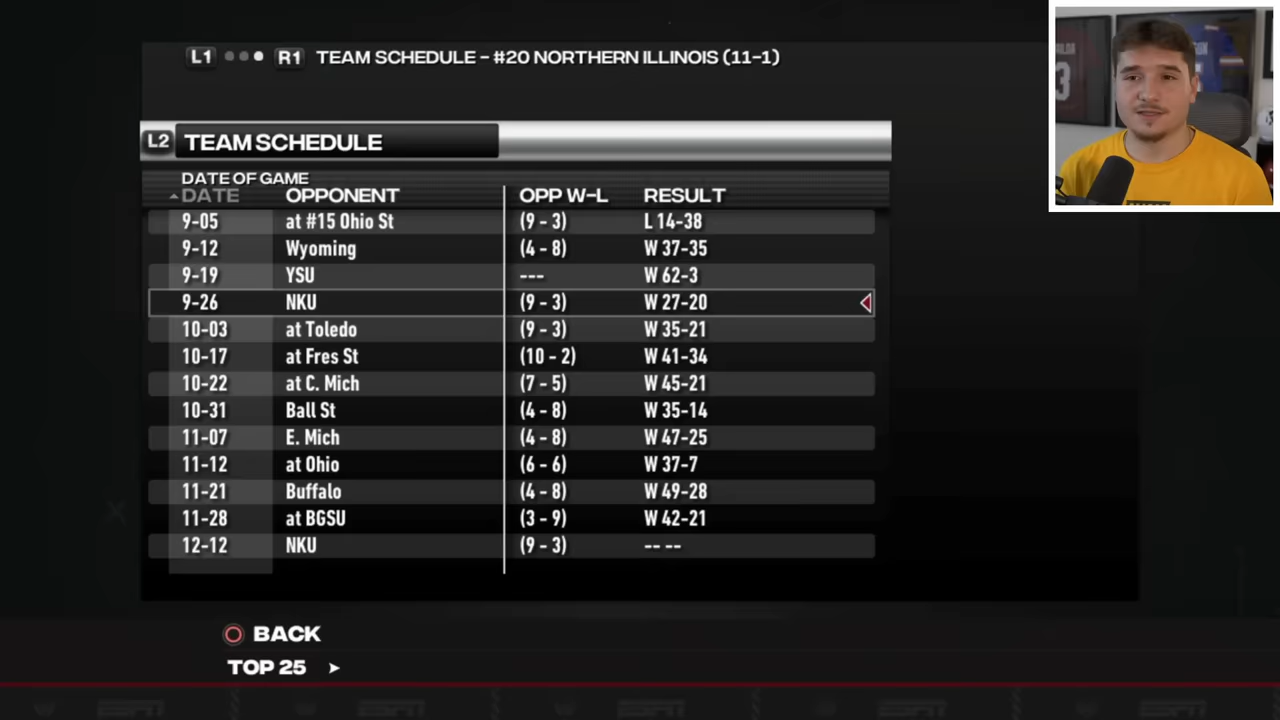 L1 R1 TEAM SCHEDULE - #20 NORTHERN ILLINOIS (11-1)
L2 TEAM SCHEDULE
DATE OF GAME
DATE OPPONENT OPP W-L RESULT
9-05 at #15 Ohio St (9 - 3) L 14-38
9-12 Wyoming (4 - 8) W 37-35
9-19 YSU --- W 62-3
9-26 NKU (9 - 3) W 27-20
10-03 at Toledo (9 - 3) W 35-21
10-17 at Fres St (10 - 2) W 41-34
10-22 at C. Mich (7 - 5) W 45-21
10-31 Ball St (4 - 8) W 35-14
11-07 E. Mich (4 - 8) W 47-25
11-12 at Ohio (6 - 6) W 37-7
11-21 Buffalo (4 - 8) W 49-28
11-28 at BGSU (3 - 9) W 42-21
12-12 NKU (9 - 3) -- --
BACK
TOP 25